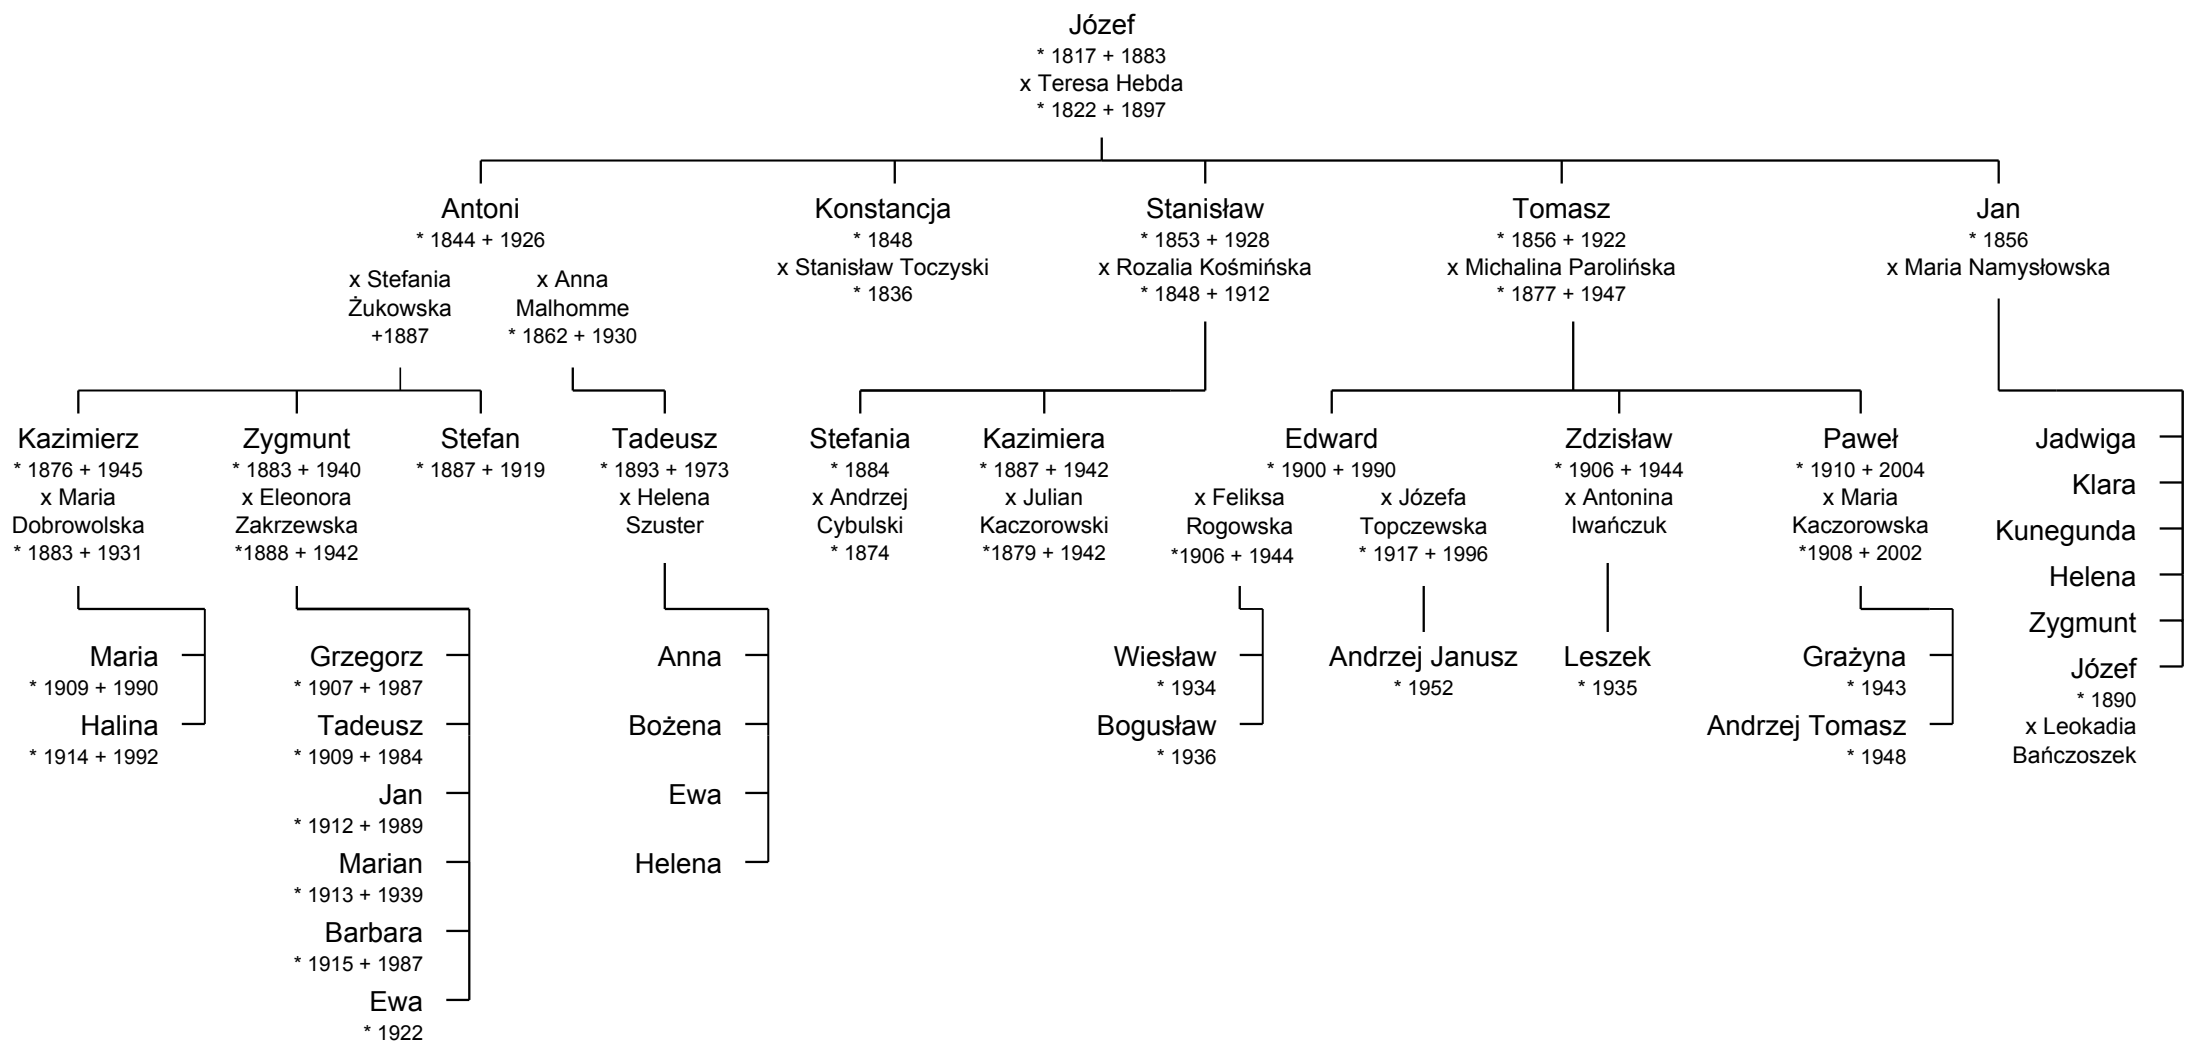 Józef
* 1817 + 1883
x Teresa Hebda
* 1822 + 1897
Antoni
* 1844 + 1926
x Stefania
Żukowska
+1887
x Anna
Malhomme
* 1862 + 1930
Konstancja
* 1848
x Stanisław Toczyski
* 1836
Stanisław
* 1853 + 1928
x Rozalia Kośmińska
* 1848 + 1912
Tomasz
* 1856 + 1922
x Michalina Parolińska
* 1877 + 1947
Jan
* 1856
x Maria Namysłowska
Kazimierz
* 1876 + 1945
x Maria
Dobrowolska
* 1883 + 1931
Zygmunt
* 1883 + 1940
x Eleonora
Zakrzewska
*1888 + 1942
Stefan
* 1887 + 1919
Tadeusz
* 1893 + 1973
x Helena
Szuster
Stefania
* 1884
x Andrzej
Cybulski
* 1874
Kazimiera
* 1887 + 1942
x Julian
Kaczorowski
*1879 + 1942
Edward
* 1900 + 1990
x Feliksa
Rogowska
*1906 + 1944
x Józefa
Topczewska
* 1917 + 1996
Zdzisław
* 1906 + 1944
x Antonina
Iwańczuk
Paweł
* 1910 + 2004
x Maria
Kaczorowska
*1908 + 2002
Jadwiga
Klara
Kunegunda
Helena
Zygmunt
Józef
* 1890
x Leokadia
Bańczoszek
Maria
* 1909 + 1990
Halina
* 1914 + 1992
Grzegorz
* 1907 + 1987
Tadeusz
* 1909 + 1984
Jan
* 1912 + 1989
Marian
* 1913 + 1939
Barbara
* 1915 + 1987
Ewa
* 1922
Anna
Bożena
Ewa
Helena
Wiesław
* 1934
Bogusław
* 1936
Andrzej Janusz
* 1952
Leszek
* 1935
Grażyna
* 1943
Andrzej Tomasz
* 1948